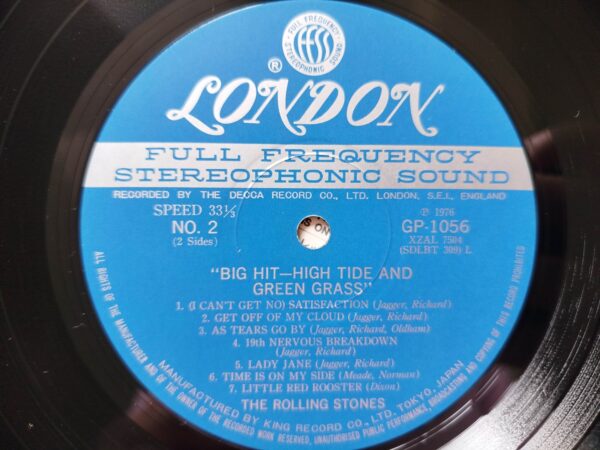 FULL FREQUENCY
ffss
STEREOPHONIC SOUND
®
LONDON
FULL FREQUENCY
STEREOPHONIC SOUND
RECORDED BY THE DECCA RECORD CO., LTD. LONDON, S.E.I., ENGLAND
SPEED 33⅓
NO. 2
(2 Sides)
Ⓟ 1976
GP-1056
XZAL 7504
(SDLBT 309) L
"BIG HIT—HIGH TIDE AND
GREEN GRASS"
1. (I CAN'T GET NO) SATISFACTION (Jagger, Richard)
2. GET OFF OF MY CLOUD (Jagger, Richard)
3. AS TEARS GO BY (Jagger, Richard, Oldham)
4. 19th NERVOUS BREAKDOWN
(Jagger, Richard)
5. LADY JANE (Jagger, Richard)
6. TIME IS ON MY SIDE (Meade, Norman)
7. LITTLE RED ROOSTER (Dixon)
THE ROLLING STONES
MANUFACTURED BY KING RECORD CO., LTD. TOKYO, JAPAN
ALL RIGHTS OF THE MANUFACTURER AND OF THE OWNER OF THE RECORDED WORK RESERVED, UNAUTHORISED PUBLIC PERFORMANCE, BROADCASTING AND COPYING OF THIS RECORD PROHIBITED